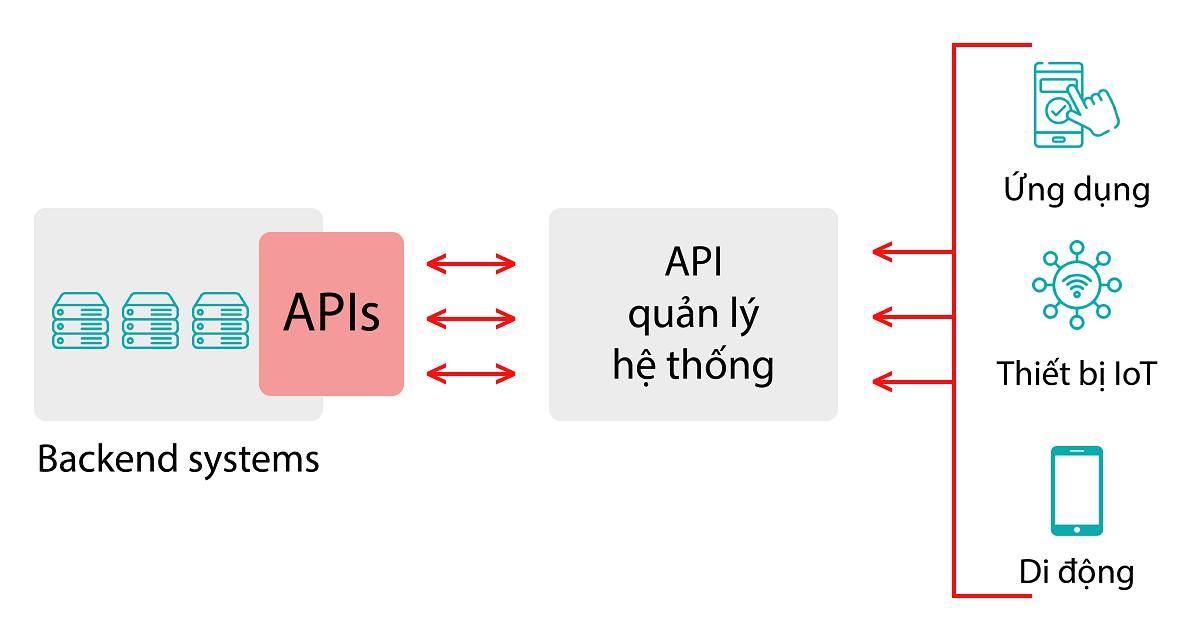 APIs
Backend systems
API
quản lý
hệ thống
Ứng dụng
Thiết bị IoT
Di động